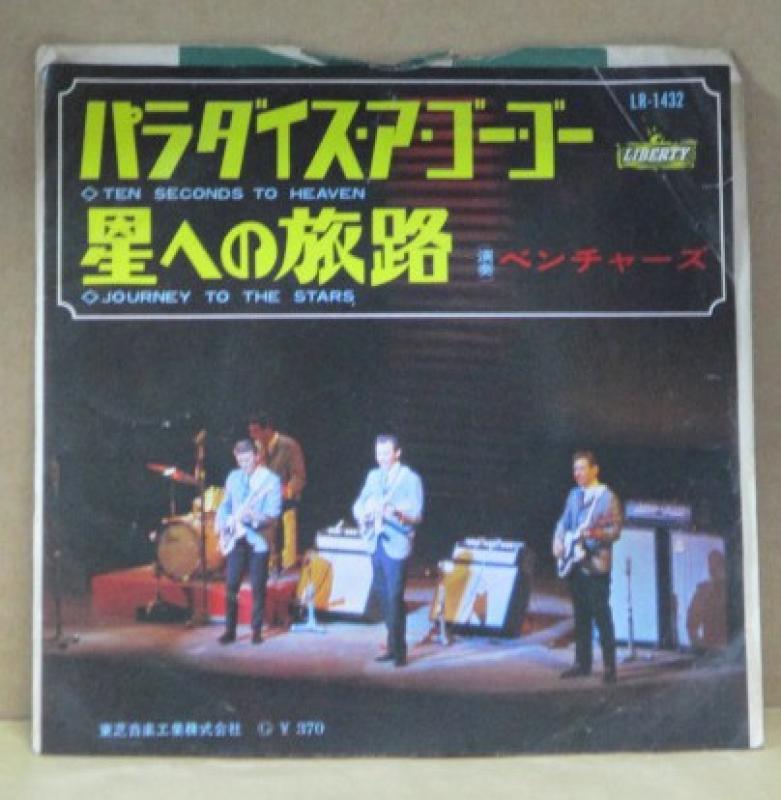 LR-1432
パラダイス・ア・ゴー・ゴー
LIBERTY
◇TEN SECONDS TO HEAVEN
星への旅路
演奏 ベンチャーズ
◇JOURNEY TO THE STARS
東芝音楽工業株式会社 Ⓛ ¥370